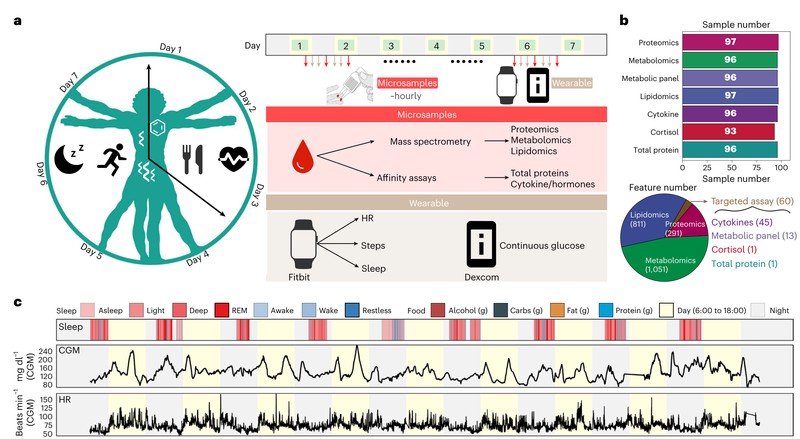 a
Day 1
Day 2
Day 3
Day 4
Day 5
Day 6
Day 7
z z
Day
1 2 3 4 5 6 7
Microsamples
~hourly
Wearable
Microsamples
Mass spectrometry
Proteomics
Metabolomics
Lipidomics
Affinity assays
Total proteins
Cytokine/hormones
Wearable
HR
Steps
Sleep
Fitbit
Continuous glucose
Dexcom
b
Sample number
Proteomics 97
Metabolomics 96
Metabolic panel 96
Lipidomics 97
Cytokine 96
Cortisol 93
Total protein 96
0 25 50 75 100
Sample number
Feature number
Lipidomics
(811)
Proteomics
(291)
Metabolomics
(1,051)
Targeted assay (60)
Cytokines (45)
Metabolic panel (13)
Cortisol (1)
Total protein (1)
c
Sleep Asleep Light Deep REM Awake Wake Restless Food Alcohol (g) Carbs (g) Fat (g) Protein (g) Day (6:00 to 18:00) Night
Sleep
CGM
mg dl⁻¹
(CGM)
240
200
160
120
80
HR
Beats min⁻¹
(CGM)
150
125
100
75
50